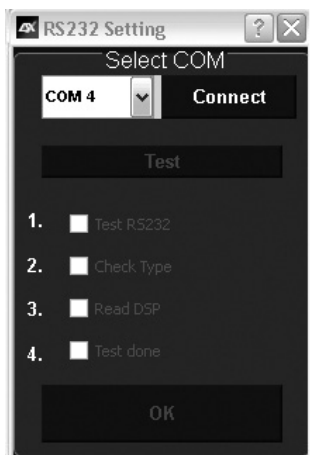 RS232 Setting
Select COM
COM 4 Connect
Test
1. Test RS232
2. Check Type
3. Read DSP
4. Test done
OK